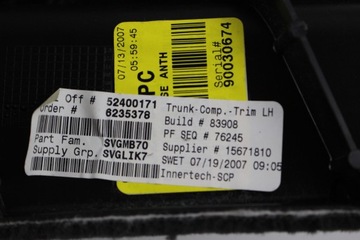 07/13/2007
05:59:45
PC
SE ANTH
Serial#
90030674
Off # 52400171
Order # 6235378
Part Fam. SVGMB70
Supply Grp. SVGLIK7
Trunk-Comp.-Trim LH
Build # 83908
PF SEQ # 76245
Supplier # 15671810
SWET 07/19/2007 09:05
Innertech-SCP